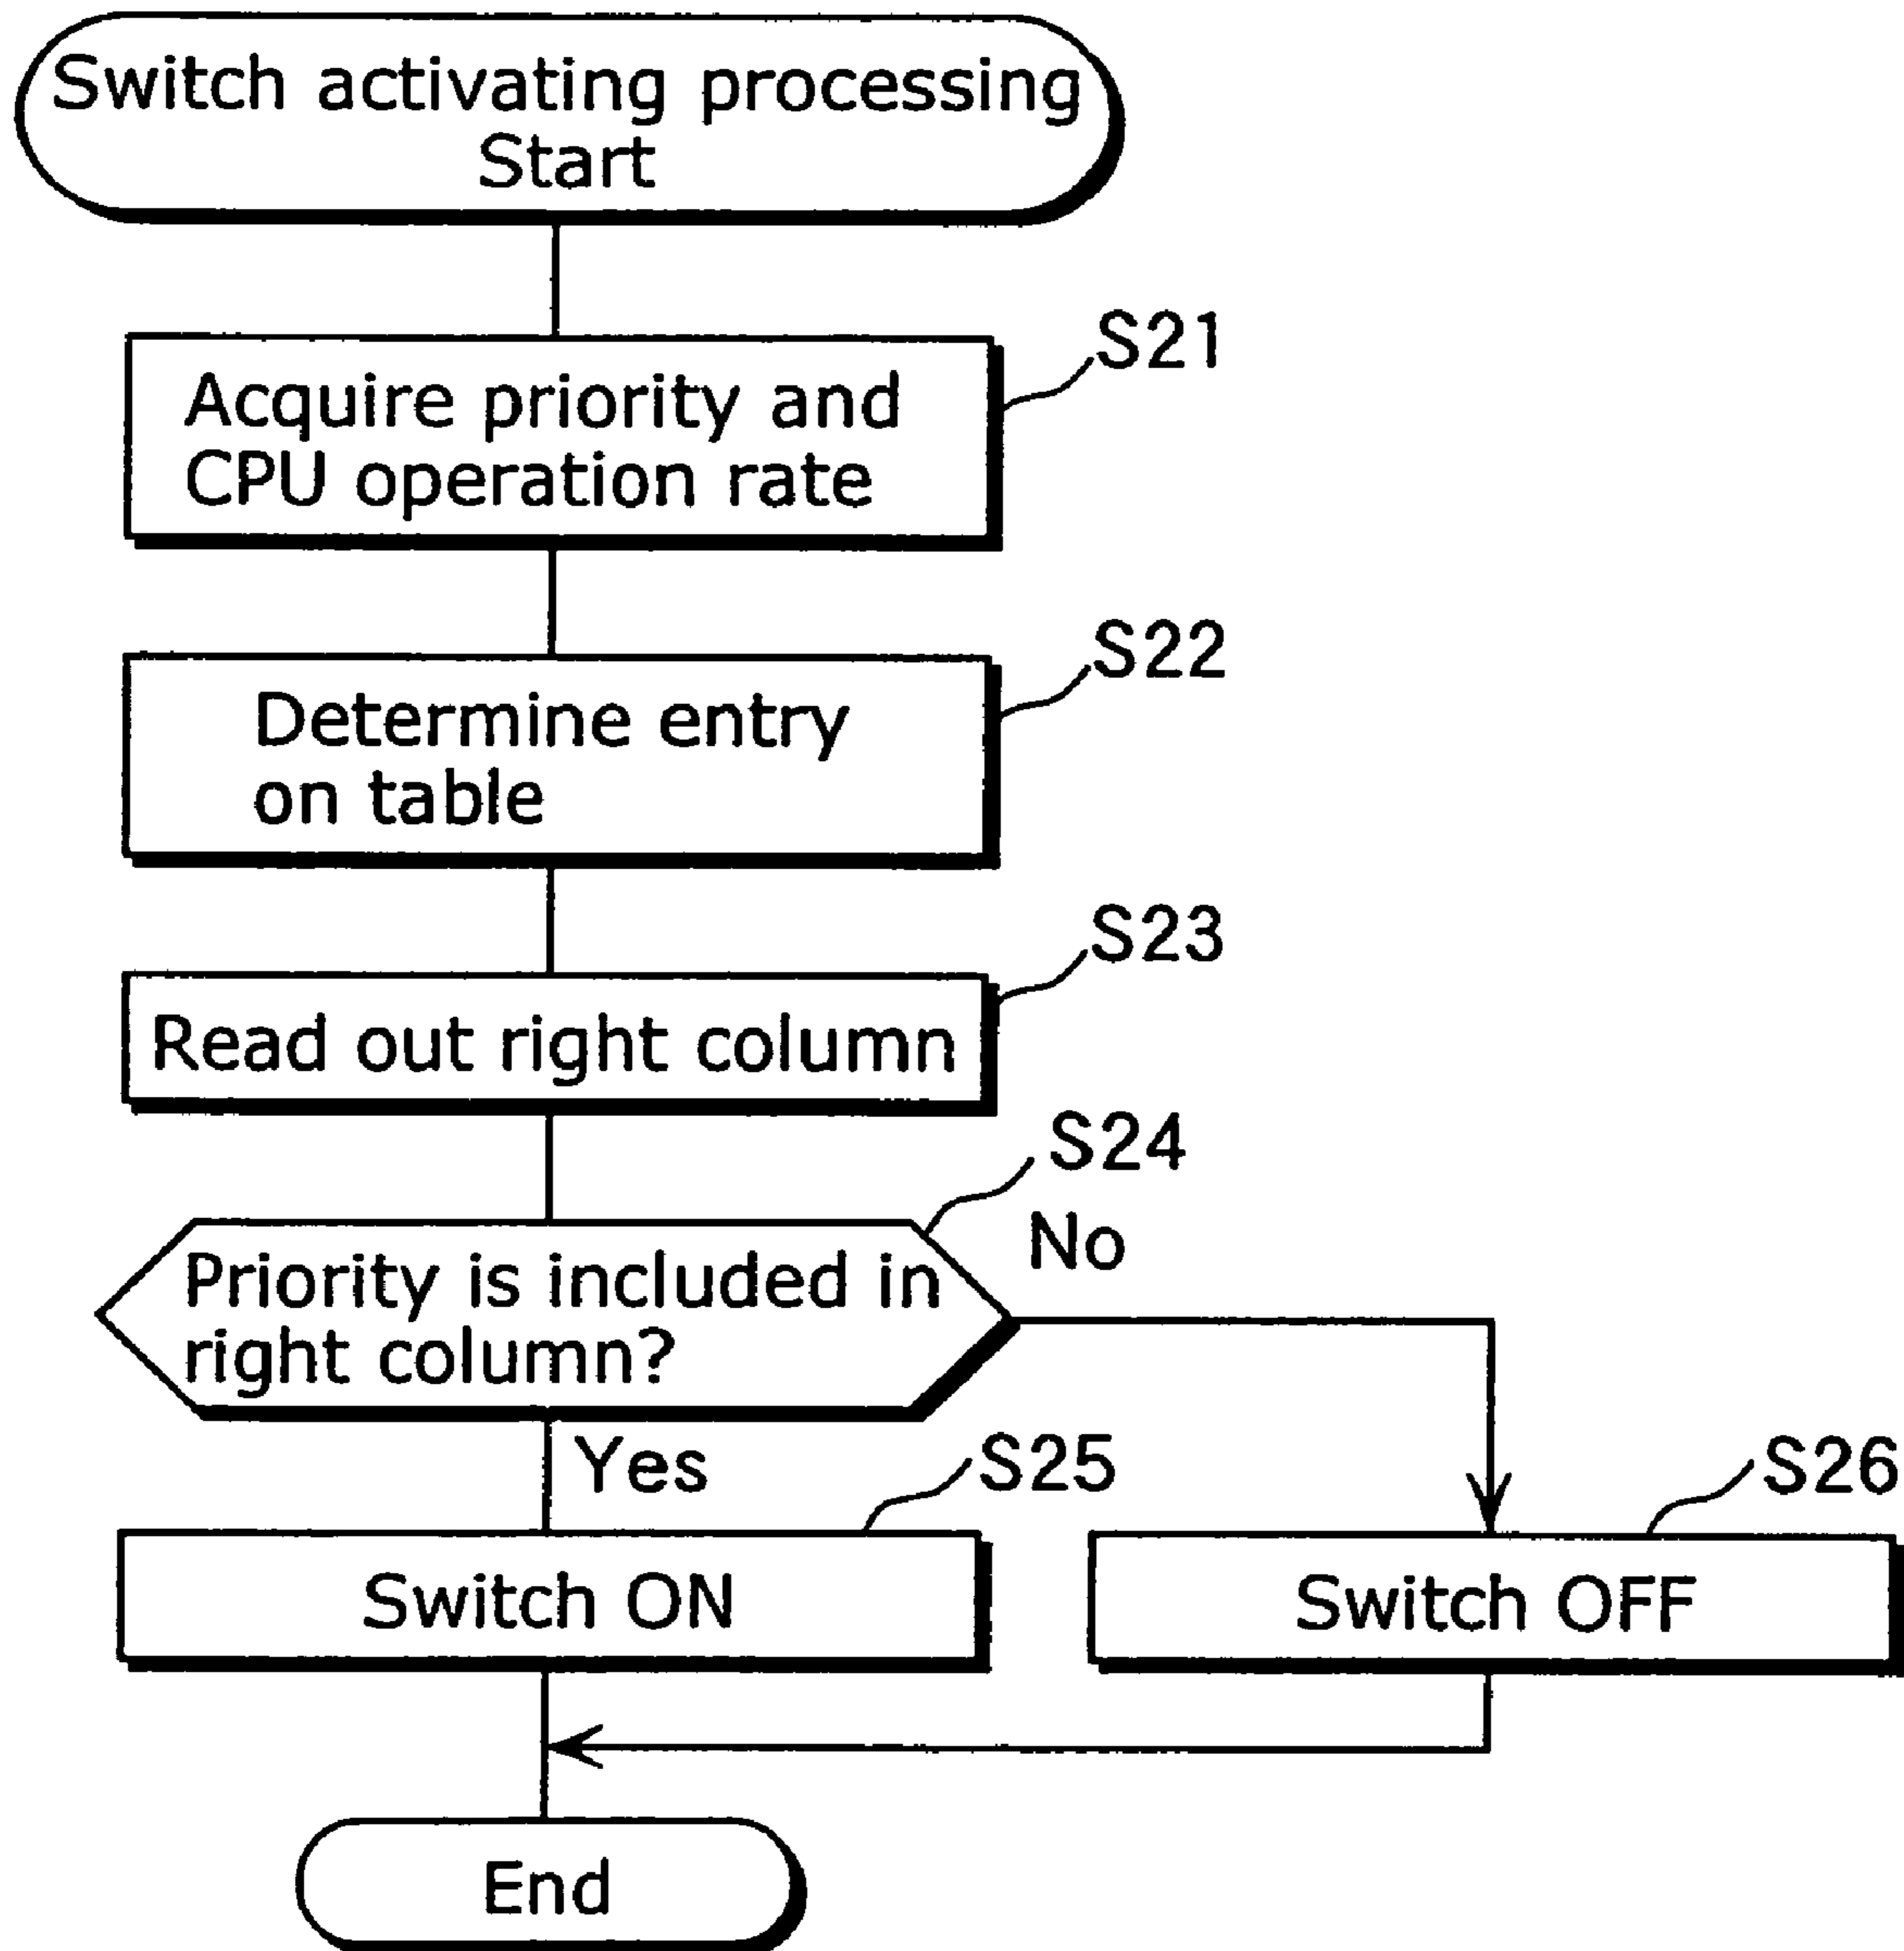 Switch activating processing
Start
S21
Acquire priority and
CPU operation rate
S22
Determine entry
on table
S23
Read out right column
S24
No
Priority is included in
right column?
Yes
S25
S26
Switch ON
Switch OFF
End